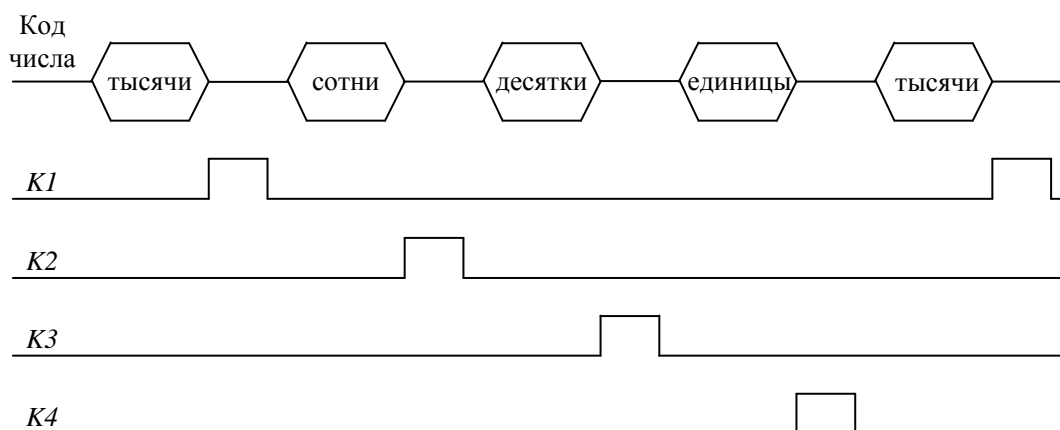 Код
числа
тысячи сотни десятки единицы тысячи
K1
K2
K3
K4